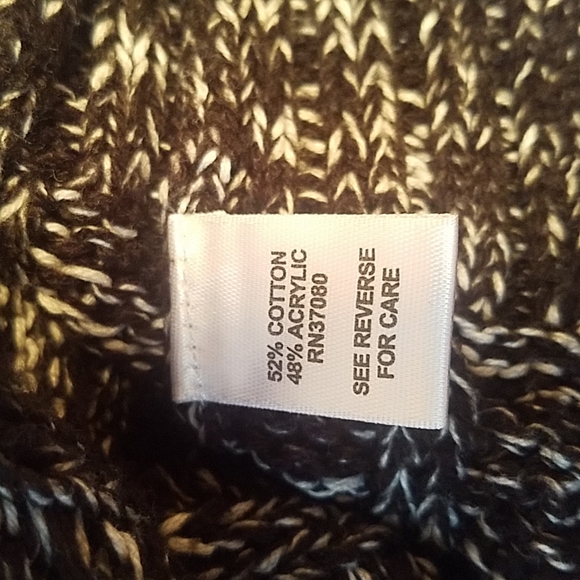 52% COTTON
48% ACRYLIC
RN37080
SEE REVERSE
FOR CARE